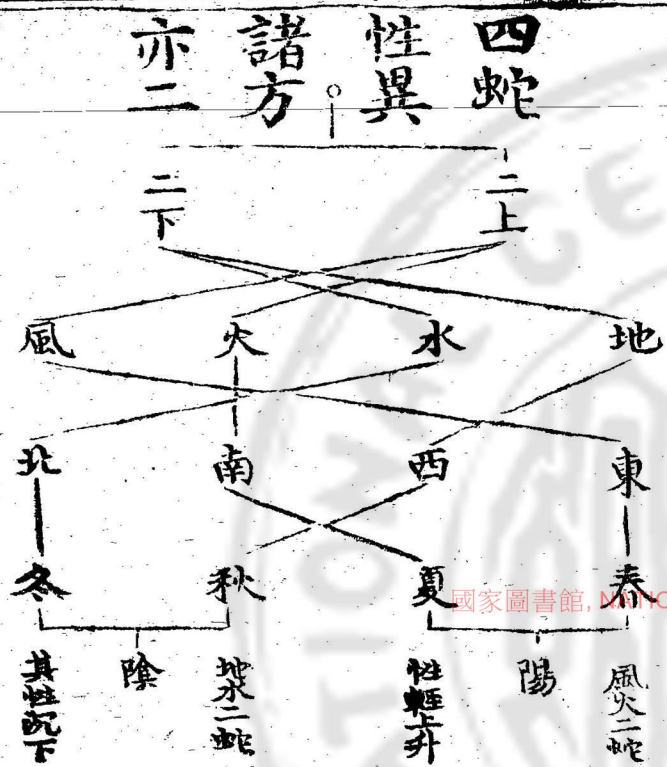 四蛇
性異
諸方
亦二
二上
二下
地
水
火
風
東
西
南
北
春
夏
秋
冬
陽
陰
風火二蛇
性輕上升
地水二蛇
其性沉下
國家圖書館, NATIO